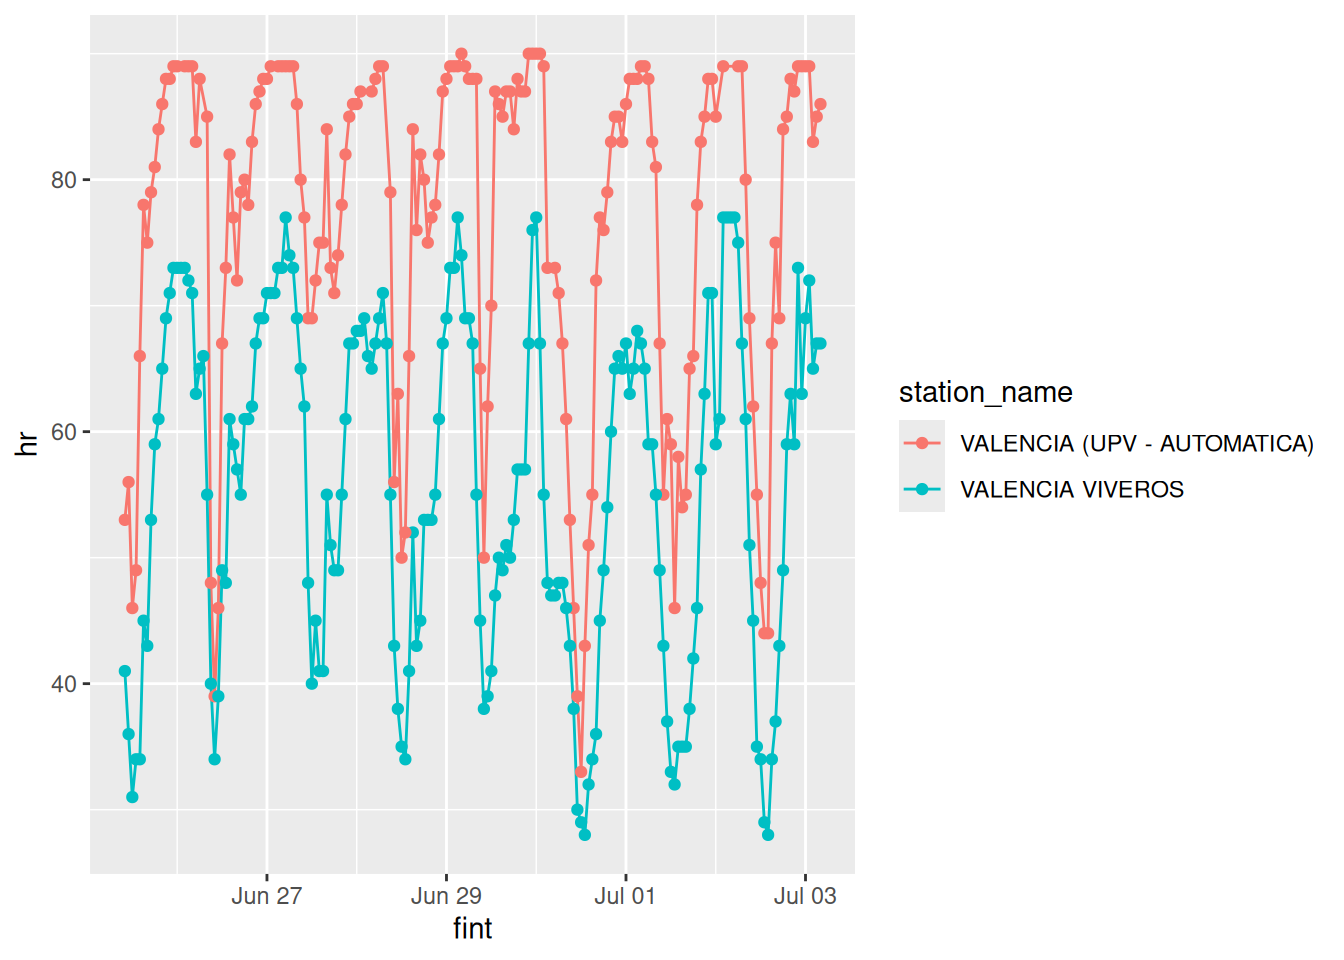 80
60
40
hr
Jun 27
Jun 29
Jul 01
Jul 03
fint
station_name
VALENCIA (UPV - AUTOMATICA)
VALENCIA VIVEROS